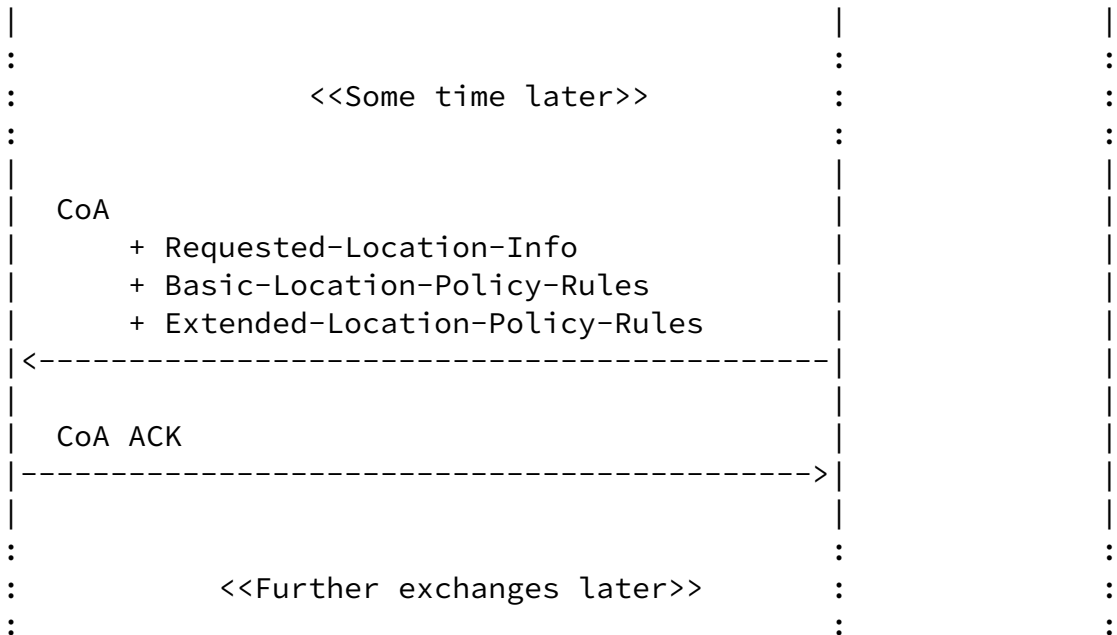 <<Some time later>>
CoA
+ Requested-Location-Info
+ Basic-Location-Policy-Rules
+ Extended-Location-Policy-Rules
CoA ACK
<<Further exchanges later>>